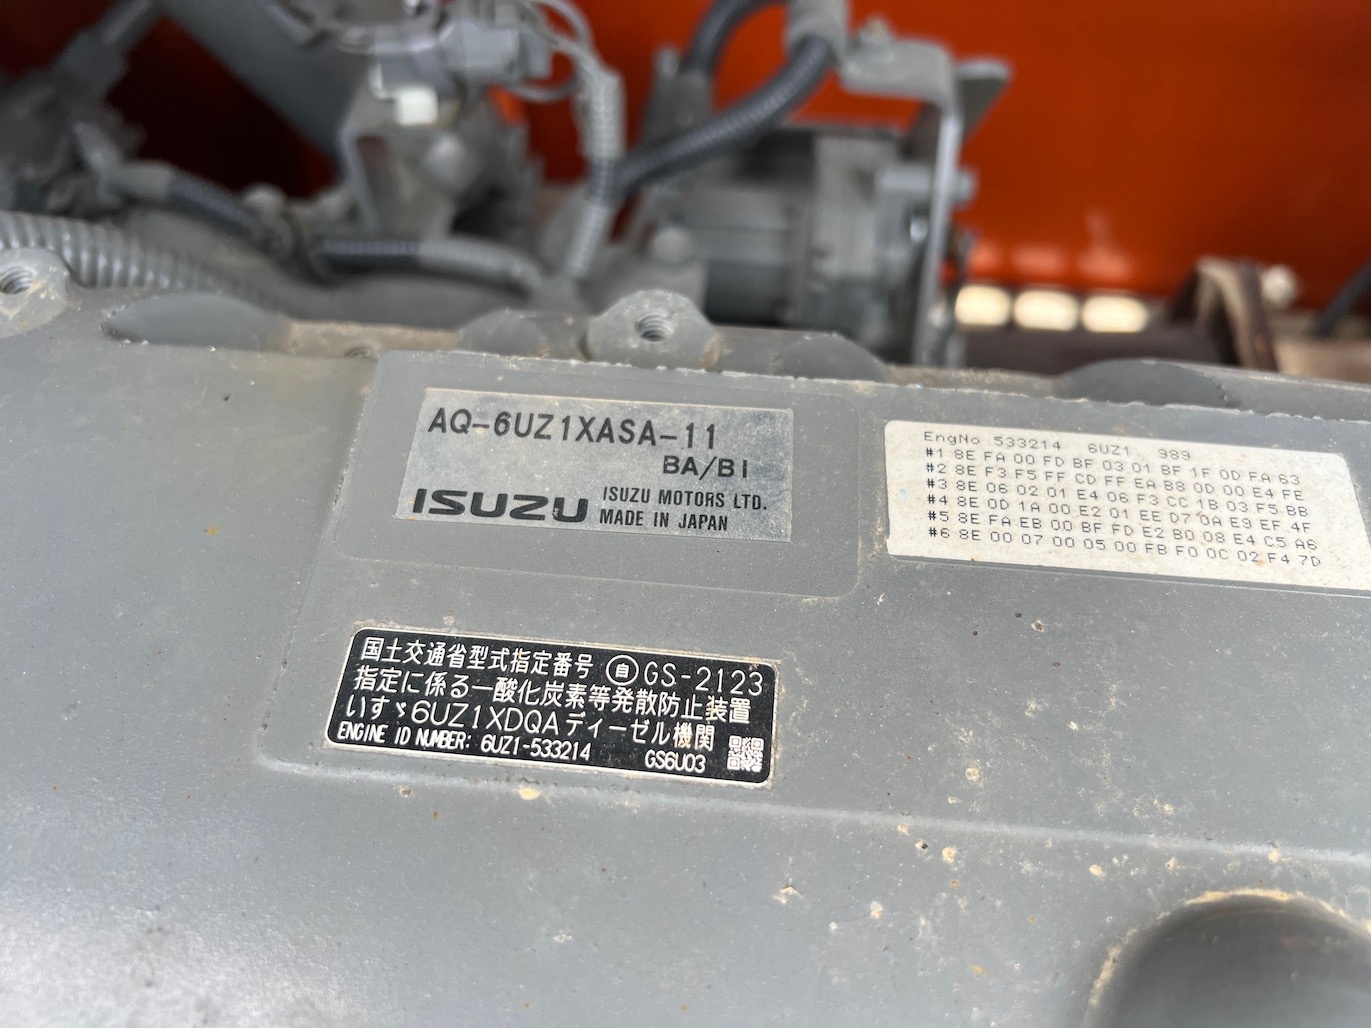 AQ-6UZ1XASA-11
BA/BI
ISUZU
ISUZU MOTORS LTD.
MADE IN JAPAN
EngNo 533214 6UZ1 989
#1 8E FA 00 FD BF 03 01 BF 1F 0D FA 63
#2 8E F3 F5 FF CD FF EA B8 0D 00 E4 FE
#3 8E 06 02 01 E4 06 F3 CC 1B 03 F5 BB
#4 8E 0D 1A 00 E2 01 EE D7 0A E9 EF 4F
#5 8E FA EB 00 BF FD E2 B0 08 E4 C5 A6
#6 8E 00 07 00 05 00 FB F0 0C 02 F4 7D
国土交通省型式指定番号 自 GS-2123
指定に係る一酸化炭素等発散防止装置
いすゞ6UZ1XDQAディーゼル機関
ENGINE ID NUMBER: 6UZ1-533214 GS6U03